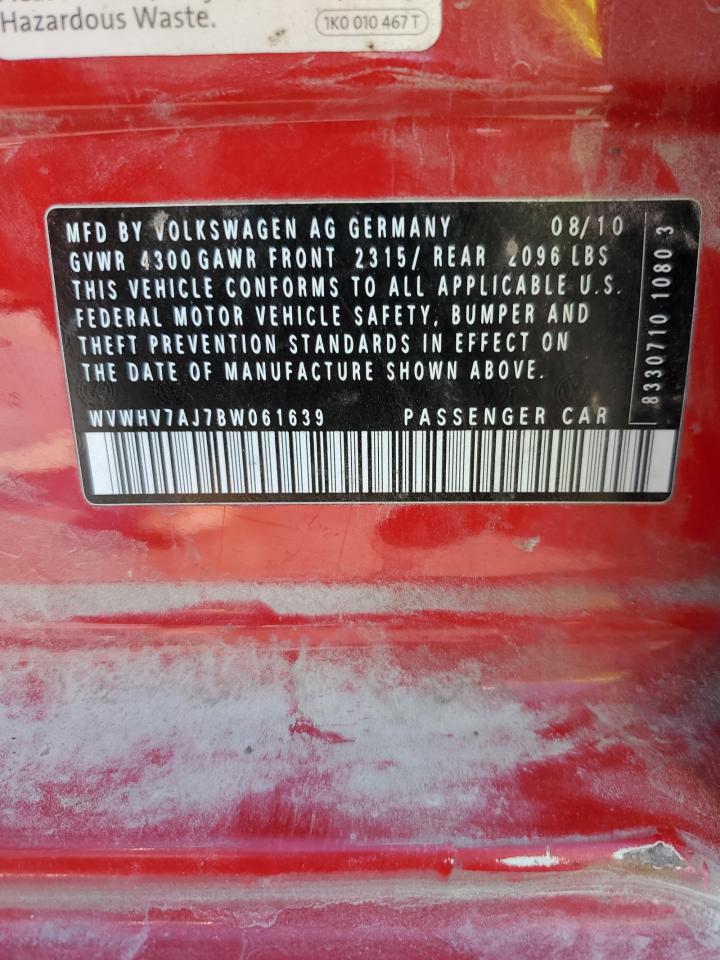 Hazardous Waste.
1K0 010 467 T
MFD BY VOLKSWAGEN AG GERMANY 08/10
GVWR 4300 GAWR FRONT 2315/ REAR 2096 LBS
THIS VEHICLE CONFORMS TO ALL APPLICABLE U.S.
FEDERAL MOTOR VEHICLE SAFETY, BUMPER AND
THEFT PREVENTION STANDARDS IN EFFECT ON
THE DATE OF MANUFACTURE SHOWN ABOVE.
WVWHV7AJ7BW061639 PASSENGER CAR
8330710 1080 3